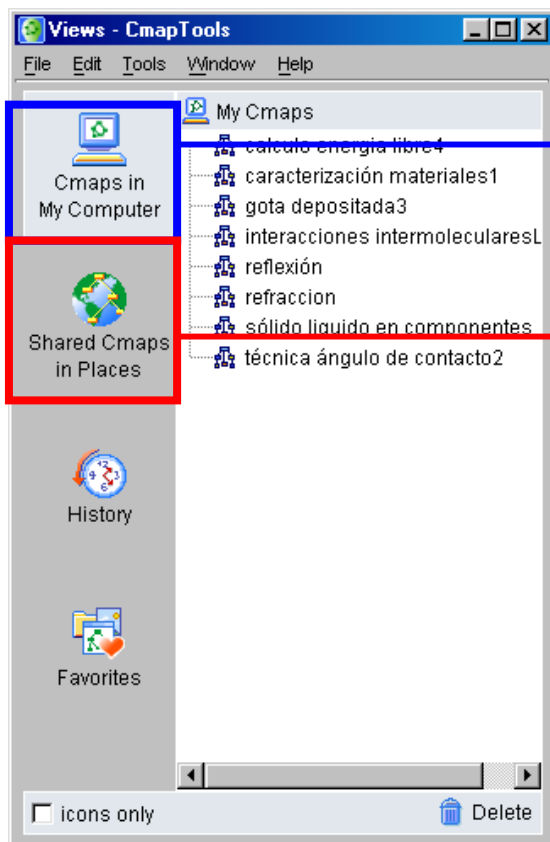 Views - CmapTools
File Edit Tools Window Help
Cmaps in
My Computer
Shared Cmaps
in Places
History
Favorites
My Cmaps
calculo energia libre4
caracterización materiales1
gota depositada3
interacciones intermolecularesL
reflexión
refraccion
sólido liquido en componentes
técnica ángulo de contacto2
icons only
Delete